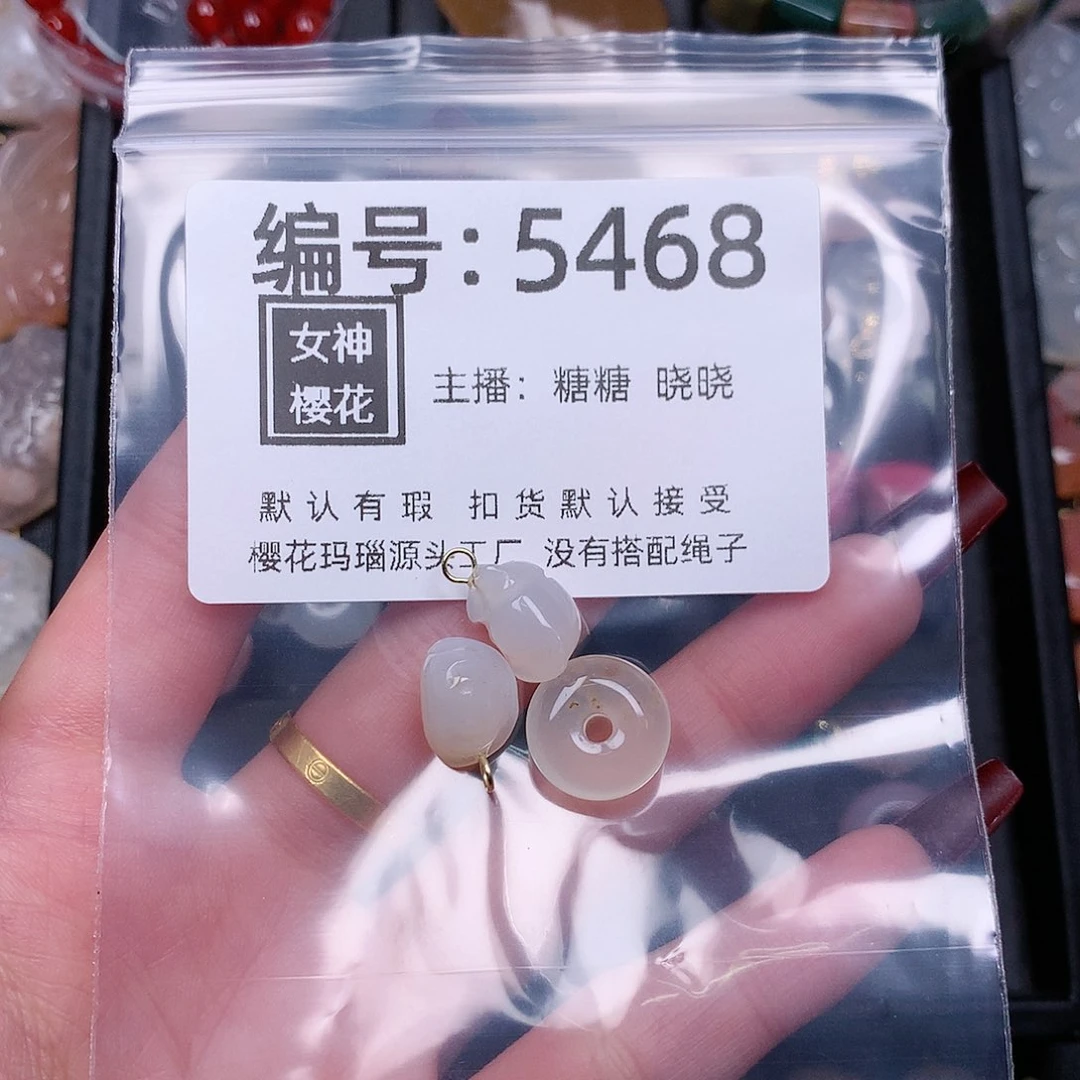 编号：5468
女神
樱花
主播：糖糖 晓晓
默认有瑕 扣货默认接受
樱花玛瑙源头工厂 没有搭配绳子